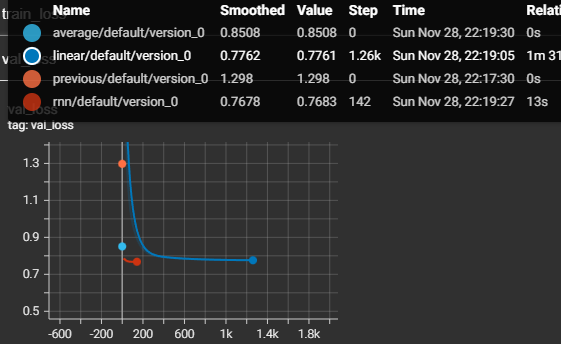 Name Smoothed Value Step Time Relati
train_loss
average/default/version_0 0.8508 0.8508 0 Sun Nov 28, 22:19:30 0s
linear/default/version_0 0.7762 0.7761 1.26k Sun Nov 28, 22:19:05 1m 31
previous/default/version_0 1.298 1.298 0 Sun Nov 28, 22:17:30 0s
rnn/default/version_0 0.7678 0.7683 142 Sun Nov 28, 22:19:27 13s
val_loss
tag: val_loss
1.3
1.1
0.9
0.7
0.5
-600 -200 200 600 1k 1.4k 1.8k